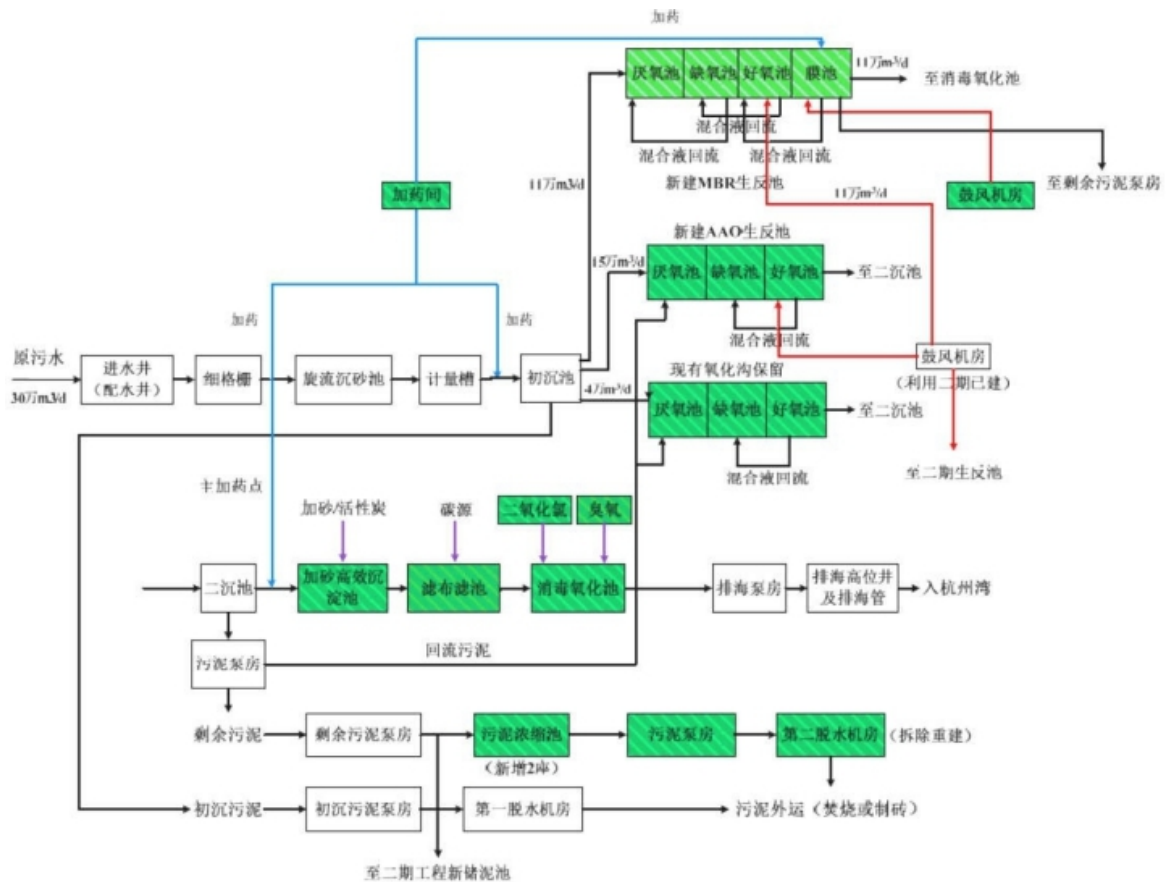 加药
厌氧池
缺氧池
好氧池
膜池
11万m³/d
至消毒氧化池
混合液回流
混合液回流
混合液回流
新建MBR生反池
11万m3/d
11万m³/d
至剩余污泥泵房
加药间
鼓风机房
新建AAO生反池
15万m³/d
厌氧池
缺氧池
好氧池
至二沉池
混合液回流
加药
加药
鼓风机房
(利用二期已建)
原污水
30万m3/d
进水井
(配水井)
细格栅
旋流沉砂池
计量槽
初沉池
现有氧化沟保留
4万m³/d
厌氧池
缺氧池
好氧池
至二沉池
混合液回流
至二期生反池
主加药点
加砂/活性炭
碳源
二氧化氯
臭氧
二沉池
加砂高效沉
淀池
滤布滤池
消毒氧化池
排海泵房
排海高位井
及排海管
入杭州湾
污泥泵房
回流污泥
剩余污泥
剩余污泥泵房
污泥浓缩池
(新增2座)
污泥泵房
第二脱水机房
(拆除重建)
初沉污泥
初沉污泥泵房
第一脱水机房
污泥外运(焚烧或制砖)
至二期工程新储泥池